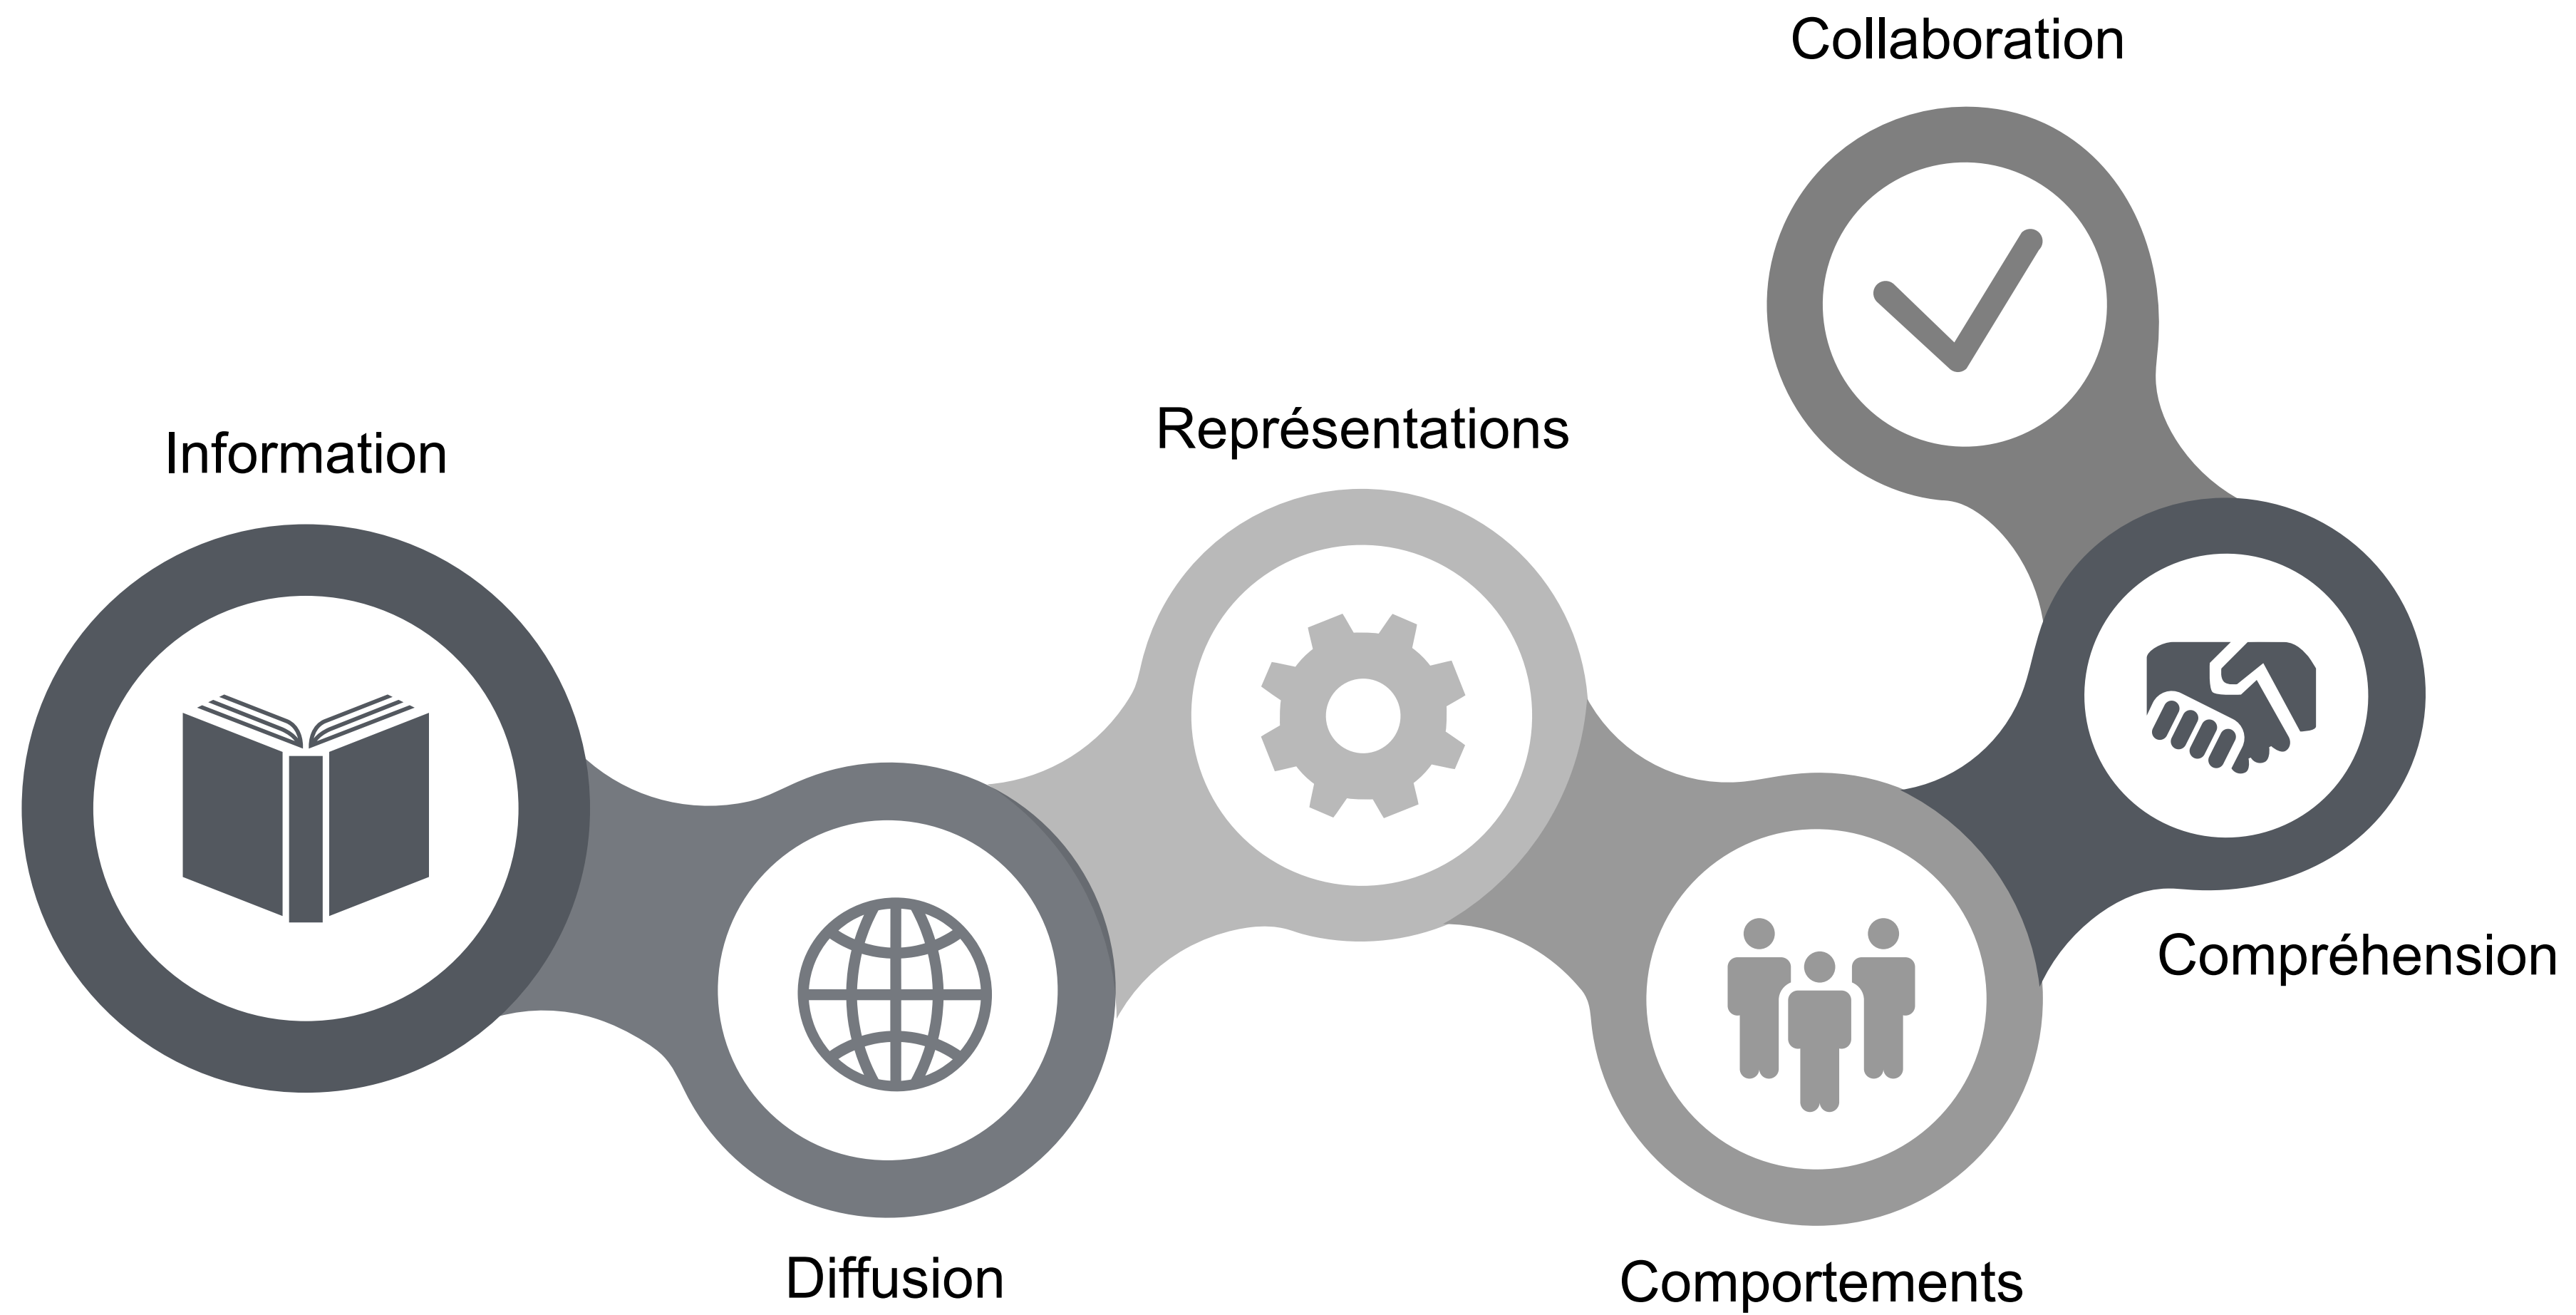 Collaboration
Représentations
Information
Compréhension
Diffusion
Comportements